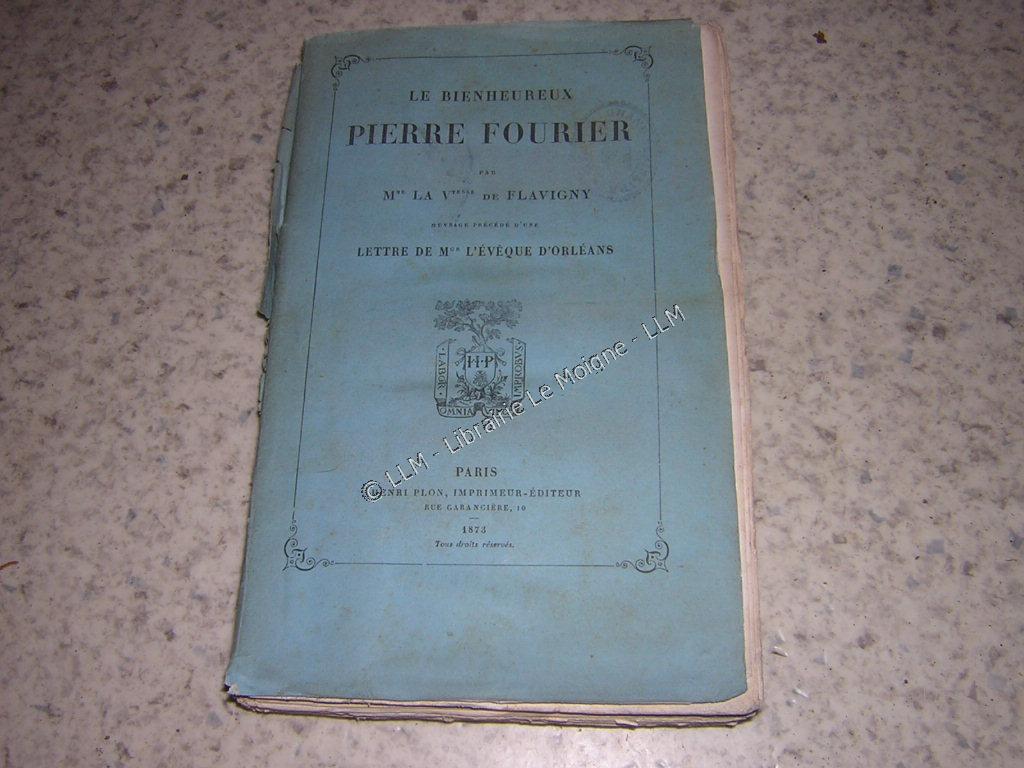 LE BIENHEUREUX
PIERRE FOURIER
PAR
Mme LA Vtesse DE FLAVIGNY
OUVRAGE PRÉCÉDÉ D'UNE
LETTRE DE Mgr L'ÉVÊQUE D'ORLÉANS
LABOR
OMNIA
IMPROBUS
H·P
© LLM - Librairie Le Moigne - LLM
PARIS
HENRI PLON, IMPRIMEUR-ÉDITEUR
RUE GARANCIÈRE, 10
1873
Tous droits réservés.